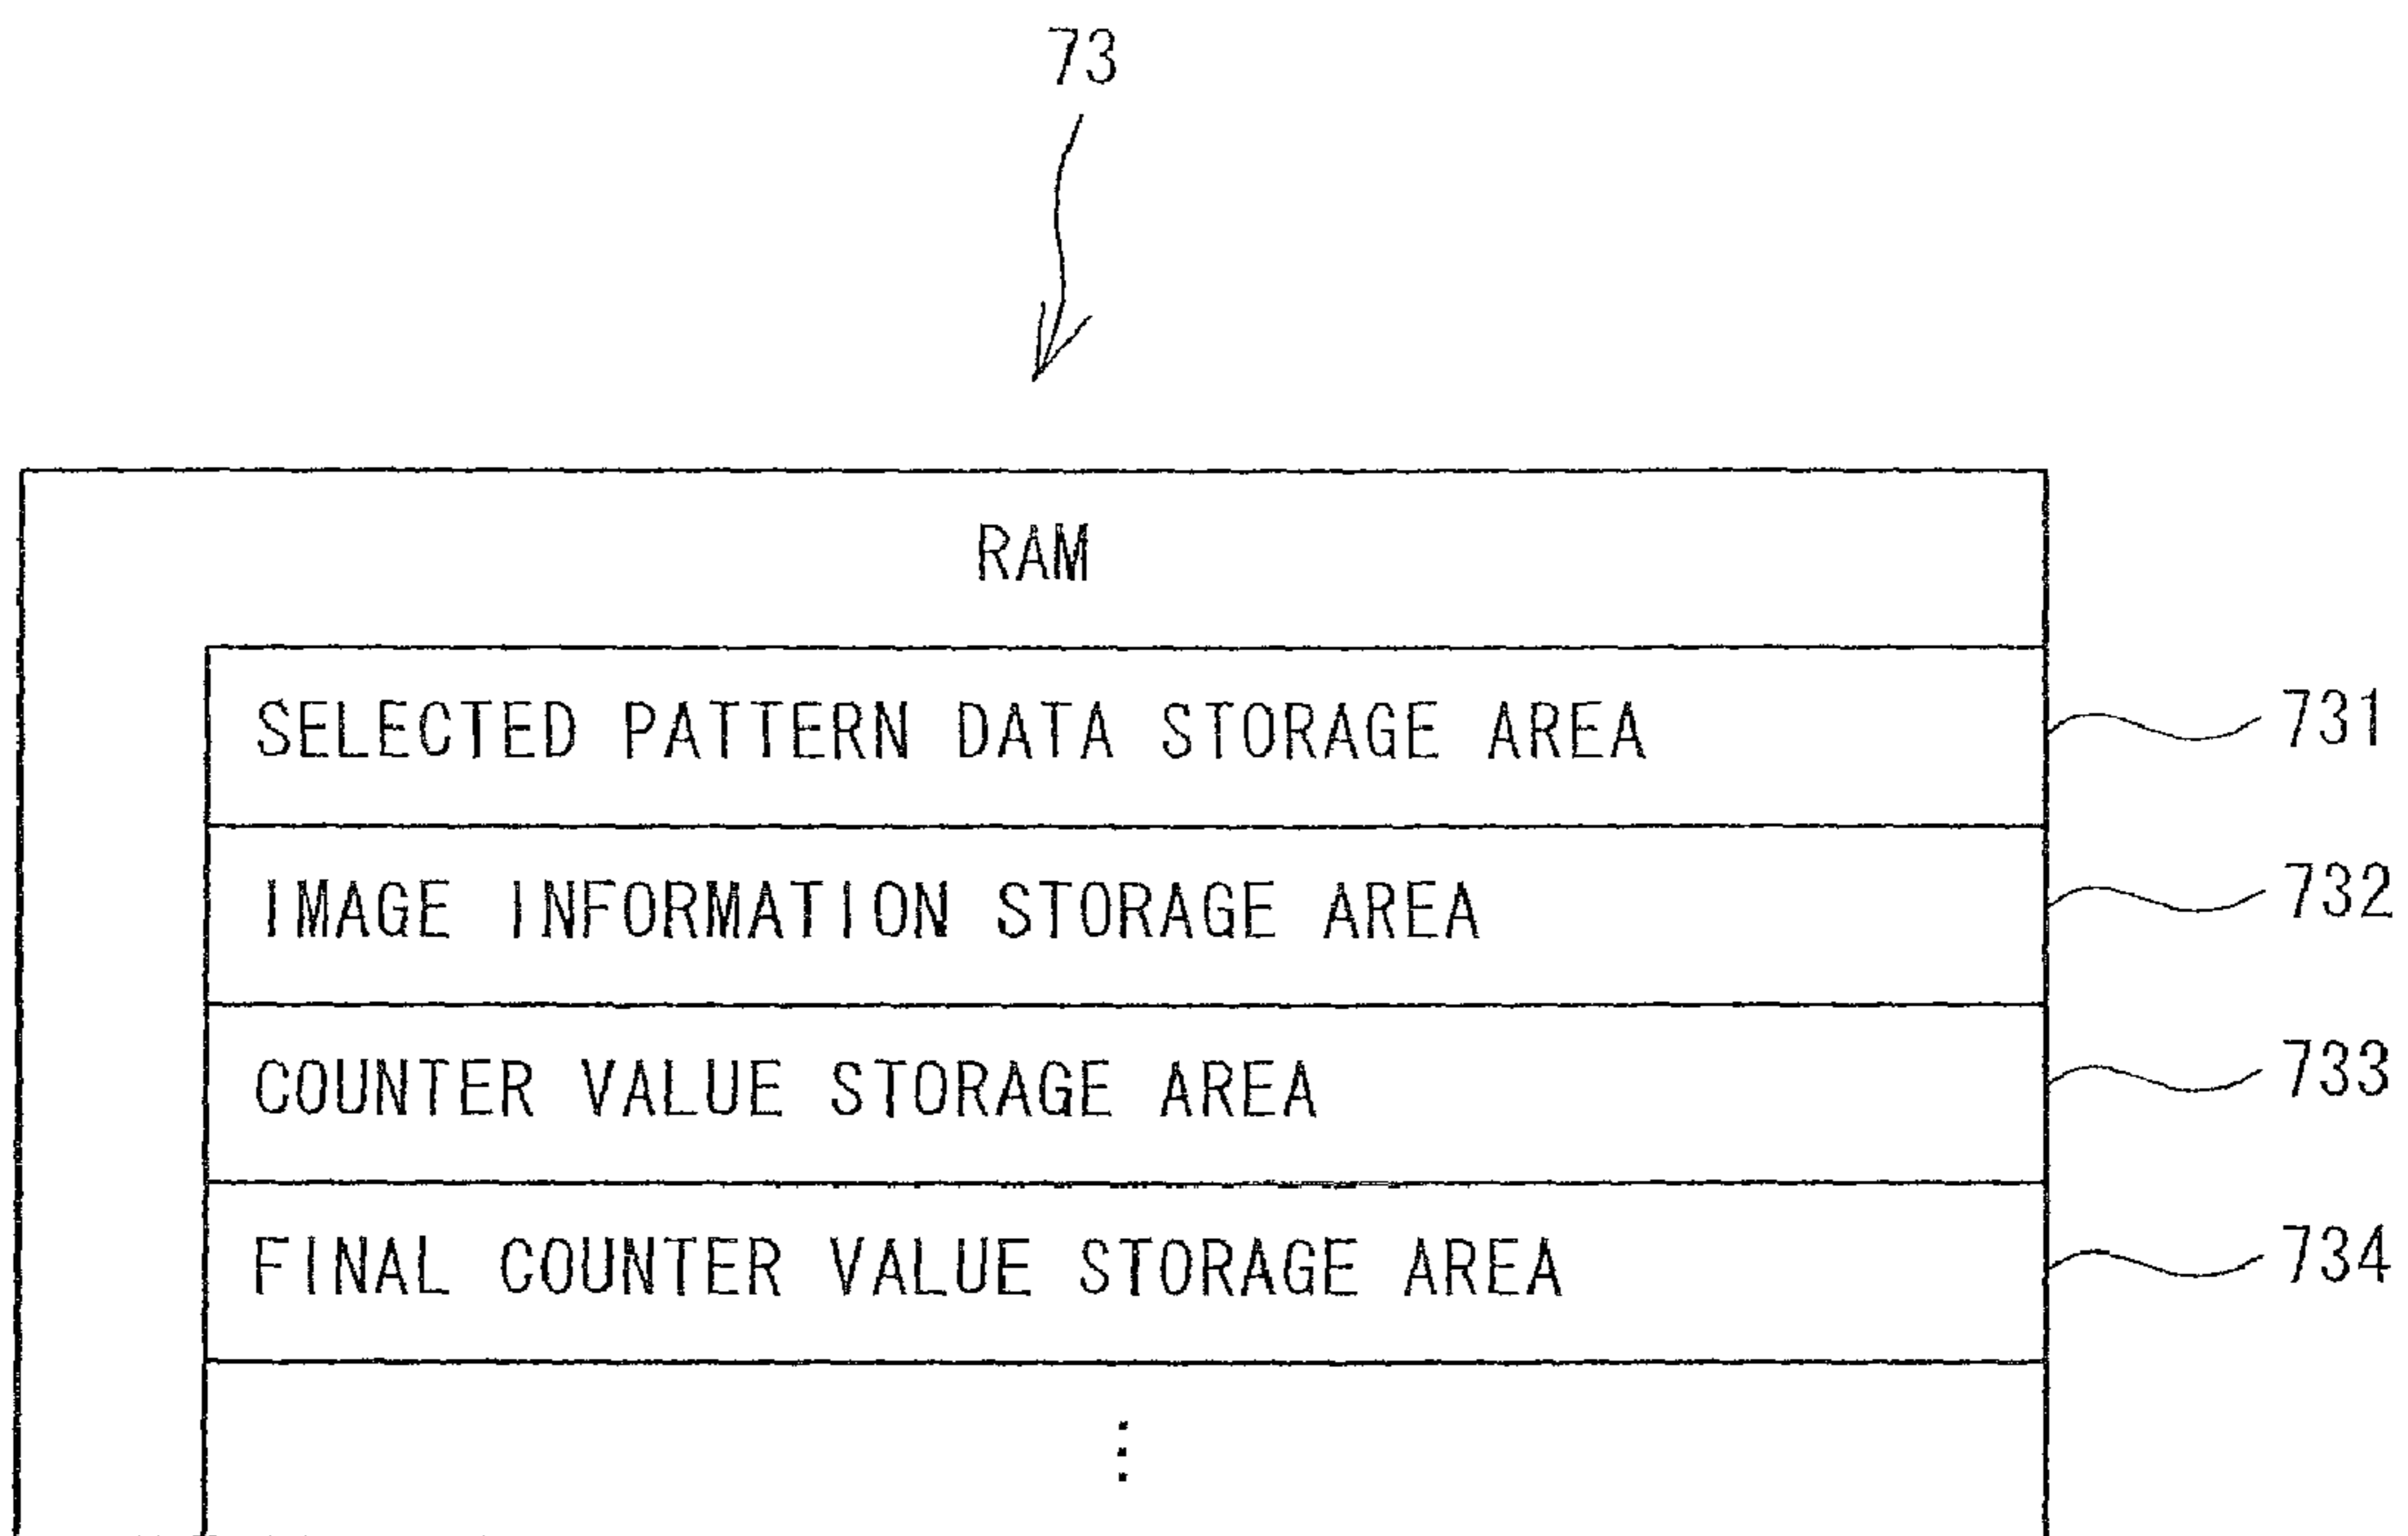 73
RAM
SELECTED PATTERN DATA STORAGE AREA 731
IMAGE INFORMATION STORAGE AREA 732
COUNTER VALUE STORAGE AREA 733
FINAL COUNTER VALUE STORAGE AREA 734
⋮